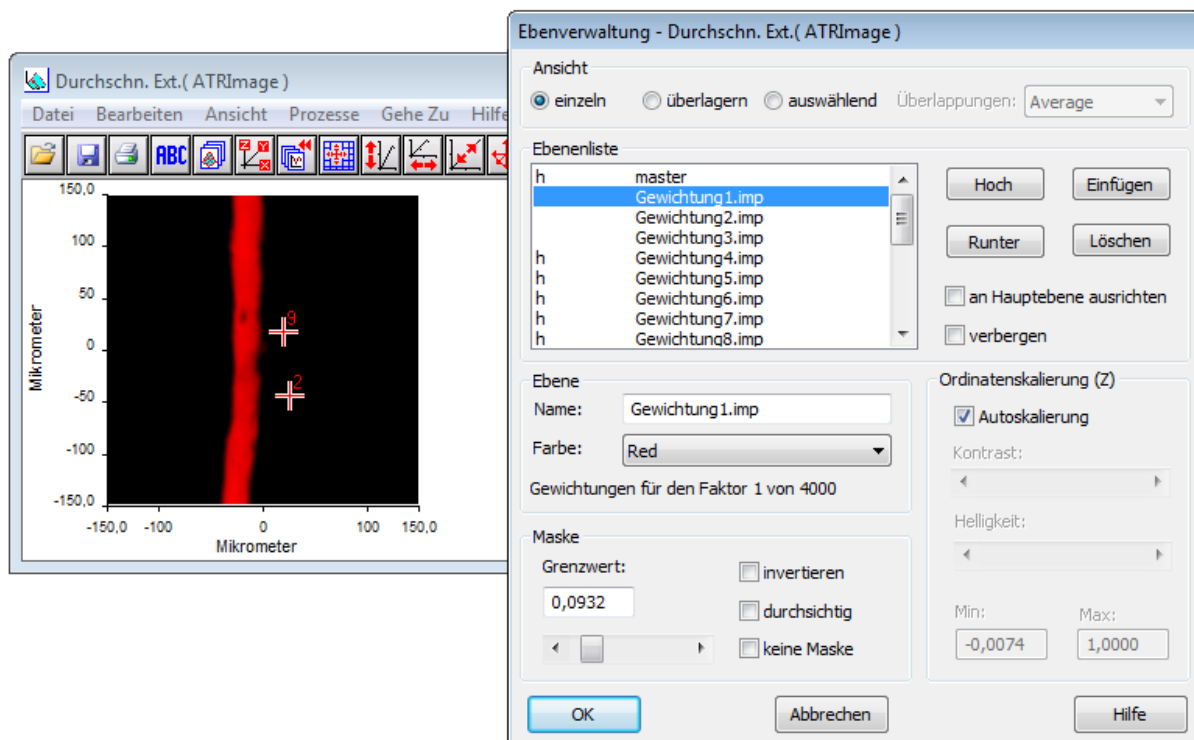 Durchschn. Ext.( ATRImage )
Datei Bearbeiten Ansicht Prozesse Gehe Zu Hilfe
ABC
Z Y X
150,0
100
50
0
-50
-100
-150,0
Mikrometer
9
2
-150,0 -100 0 100 150,0
Mikrometer
Ebenverwaltung - Durchschn. Ext.( ATRImage )
Ansicht
einzeln überlagern auswählend Überlappungen: Average
Ebenenliste
h master
Gewichtung1.imp
Gewichtung2.imp
Gewichtung3.imp
h Gewichtung4.imp
h Gewichtung5.imp
h Gewichtung6.imp
h Gewichtung7.imp
h Gewichtung8.imp
Hoch Einfügen
Runter Löschen
an Hauptebene ausrichten
verbergen
Ebene
Name: Gewichtung1.imp
Farbe: Red
Gewichtungen für den Faktor 1 von 4000
Maske
Grenzwert:
0,0932
invertieren
durchsichtig
keine Maske
Ordinatenskalierung (Z)
Autoskalierung
Kontrast:
Helligkeit:
Min: Max:
-0,0074 1,0000
OK Abbrechen Hilfe